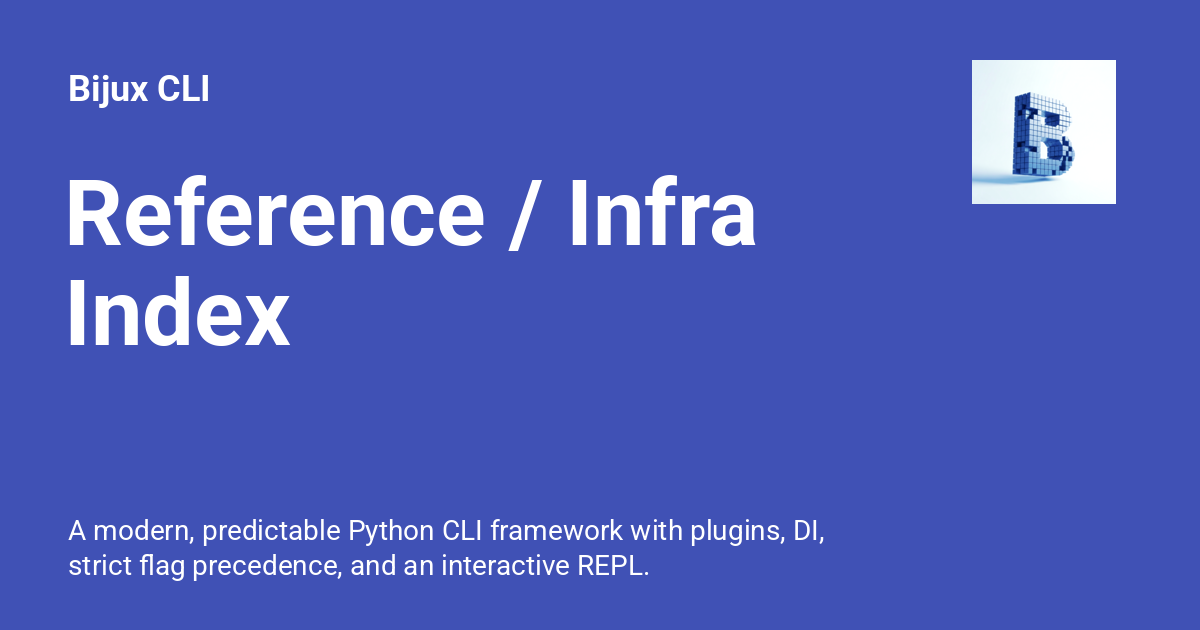 Bijux CLI
Reference / Infra
Index
A modern, predictable Python CLI framework with plugins, DI,
strict flag precedence, and an interactive REPL.
B